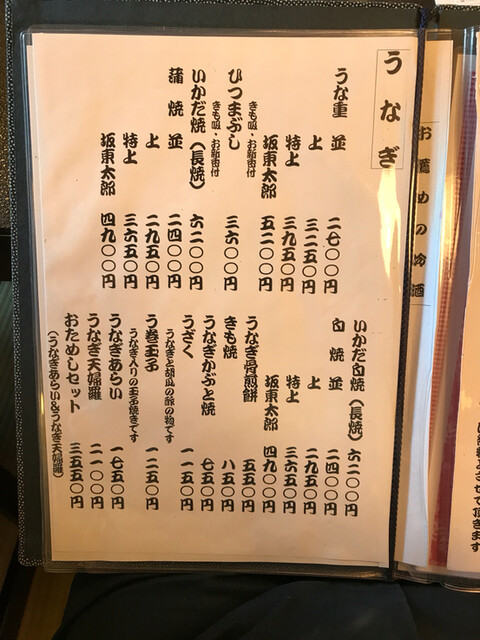 お薦めの冷酒
させて頂きます
うなぎ
うな重 並 二七〇〇円
上 三二五〇円
特上 三九五〇円
坂東太郎 五二〇〇円
きも吸・お新香付
ひつまぶし 三六〇〇円
きも吸・お新香付
いかだ焼(長焼) 六二〇〇円
蒲焼 並 二四〇〇円
上 二九五〇円
特上 三六五〇円
坂東太郎 四九〇〇円
いかだ白焼(長焼) 六二〇〇円
白焼 並 二四〇〇円
上 二九五〇円
特上 三六五〇円
坂東太郎 四九〇〇円
うなぎ骨煎餅 五五〇円
きも焼 八五〇円
うなぎかぶと焼 七五〇円
うざく 一一五〇円
うなぎと胡瓜の酢の物です
う巻玉子 一二五〇円
うなぎ入りの玉子焼きです
うなぎあらい 一七五〇円
うなぎ天婦羅 二一〇〇円
おためしセット 三五五〇円
(うなぎあらい&うなぎ天婦羅)